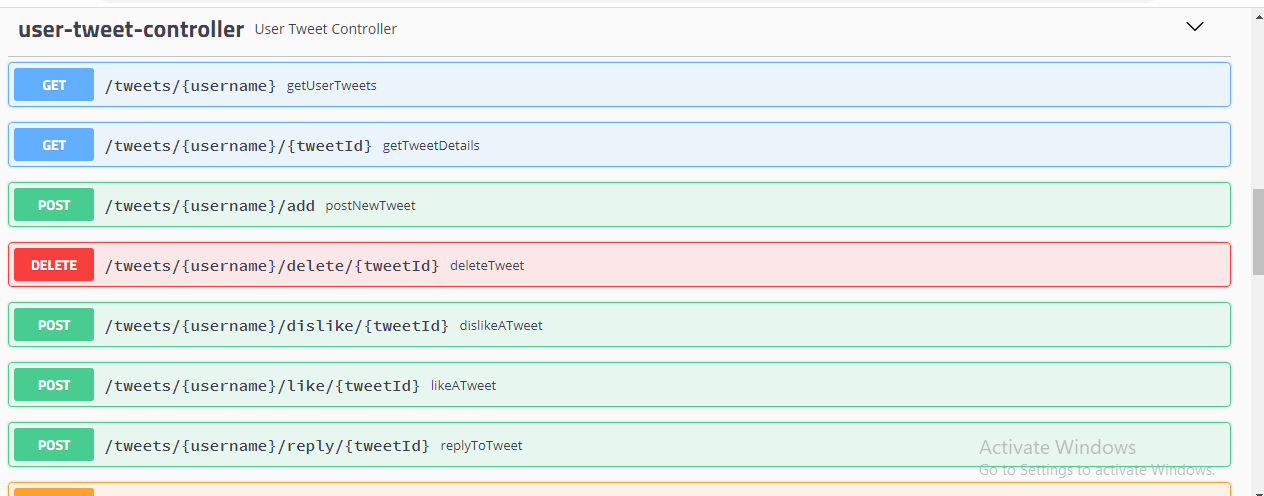 user-tweet-controller User Tweet Controller
GET /tweets/{username} getUserTweets
GET /tweets/{username}/{tweetId} getTweetDetails
POST /tweets/{username}/add postNewTweet
DELETE /tweets/{username}/delete/{tweetId} deleteTweet
POST /tweets/{username}/dislike/{tweetId} dislikeATweet
POST /tweets/{username}/like/{tweetId} likeATweet
POST /tweets/{username}/reply/{tweetId} replyToTweet
Activate Windows
Go to Settings to activate Windows.